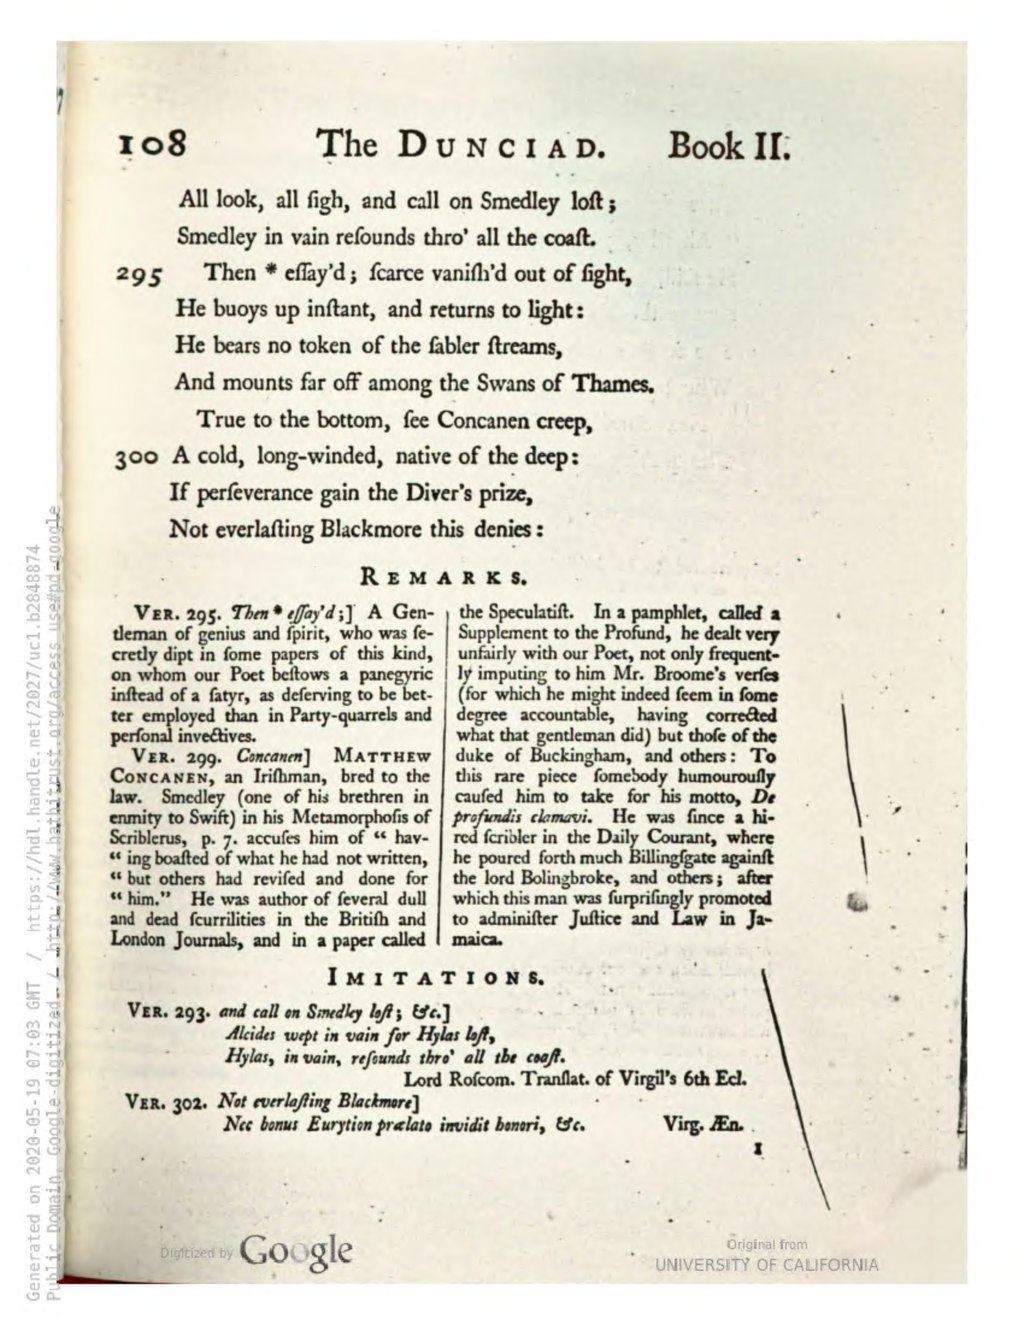 108 The DUNCIAD. Book II.
All look, all ſigh, and call on Smedley loſt;
Smedley in vain reſounds thro' all the coaſt.
295 Then * eſſay'd; ſcarce vaniſh'd out of ſight,
He buoys up inſtant, and returns to light:
He bears no token of the ſabler ſtreams,
And mounts far off among the Swans of Thames.
True to the bottom, ſee Concanen creep,
300 A cold, long-winded, native of the deep:
If perſeverance gain the Diver's prize,
Not everlaſting Blackmore this denies:
REMARKS.
VER. 295. Then * eſſay'd;] A Gen-
tleman of genius and ſpirit, who was ſe-
cretly dipt in ſome papers of this kind,
on whom our Poet beſtows a panegyric
inſtead of a ſatyr, as deſerving to be bet-
ter employed than in Party-quarrels and
perſonal invectives.
VER. 299. Concanen] MATTHEW
CONCANEN, an Iriſhman, bred to the
law. Smedley (one of his brethren in
enmity to Swift) in his Metamorphoſis of
Scriblerus, p. 7. accuſes him of “ hav-
“ ing boaſted of what he had not written,
“ but others had reviſed and done for
“ him.” He was author of ſeveral dull
and dead ſcurrilities in the Britiſh and
London Journals, and in a paper called
the Speculatiſt. In a pamphlet, called a
Supplement to the Profund, he dealt very
unfairly with our Poet, not only frequent-
ly imputing to him Mr. Broome's verſes
(for which he might indeed ſeem in ſome
degree accountable, having corrected
what that gentleman did) but thoſe of the
duke of Buckingham, and others: To
this rare piece ſomebody humourouſly
cauſed him to take for his motto, De
profundis clamavi. He was ſince a hi-
red ſcribler in the Daily Courant, where
he poured forth much Billingſgate againſt
the lord Bolingbroke, and others; after
which this man was ſurpriſingly promoted
to adminiſter Juſtice and Law in Ja-
maica.
IMITATIONS.
VER. 293. and call on Smedley loſt; &c.]
Alcides wept in vain for Hylas loſt,
Hylas, in vain, reſounds thro' all the coaſt.
Lord Roſcom. Tranſlat. of Virgil's 6th Ecl.
VER. 302. Not everlaſting Blackmore]
Nec bonus Eurytion prælato invidit honori, &c. Virg. Æn.
I
Digitized by Google
Original from
UNIVERSITY OF CALIFORNIA
Generated on 2020-05-19 07:03 GMT / https://hdl.handle.net/2027/uc1.b2848874
Public Domain, Google-digitized / http://www.hathitrust.org/access_use#pd-google